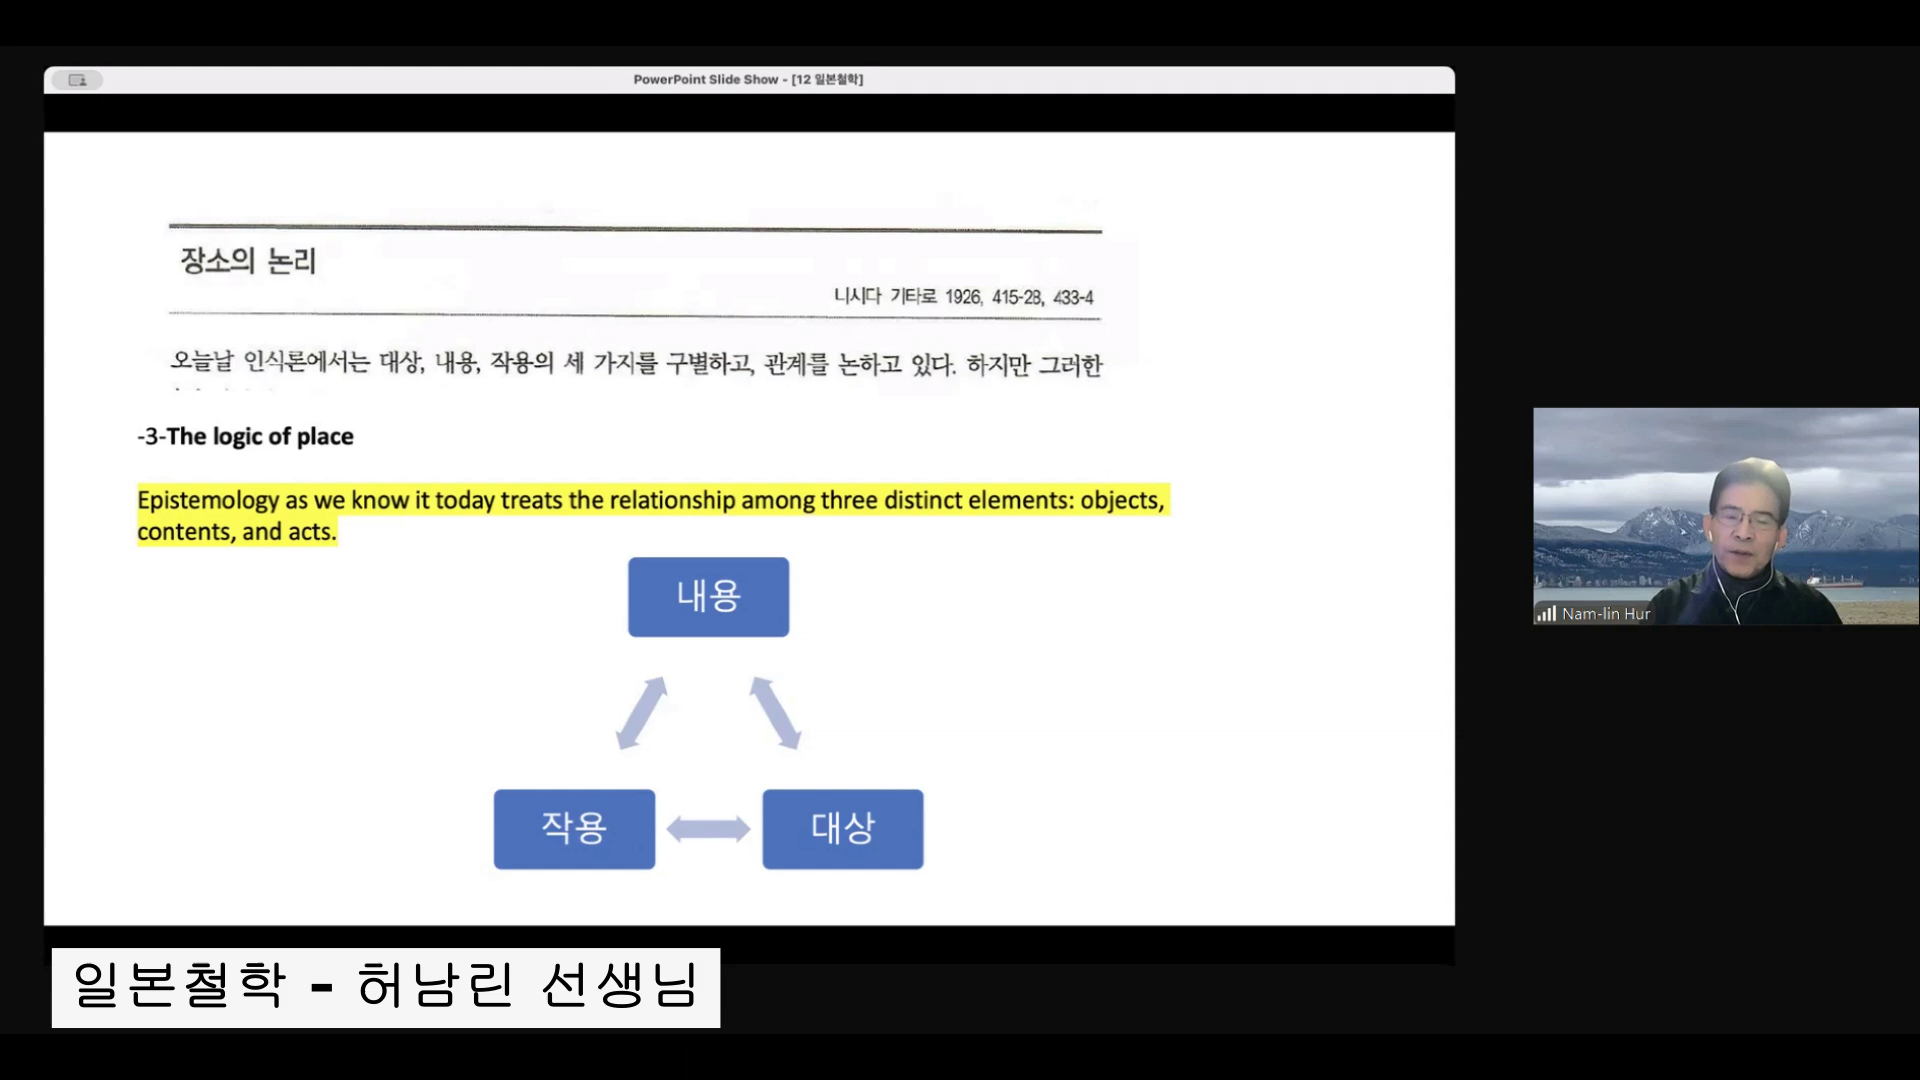 PowerPoint Slide Show - [12 일본철학]
장소의 논리
니시다 기타로 1926, 415-28, 433-4
오늘날 인식론에서는 대상, 내용, 작용의 세 가지를 구별하고, 관계를 논하고 있다. 하지만 그러한
-3-The logic of place
Epistemology as we know it today treats the relationship among three distinct elements: objects,
contents, and acts.
내용
작용
대상
Nam-lin Hur
일본철학 - 허남린 선생님